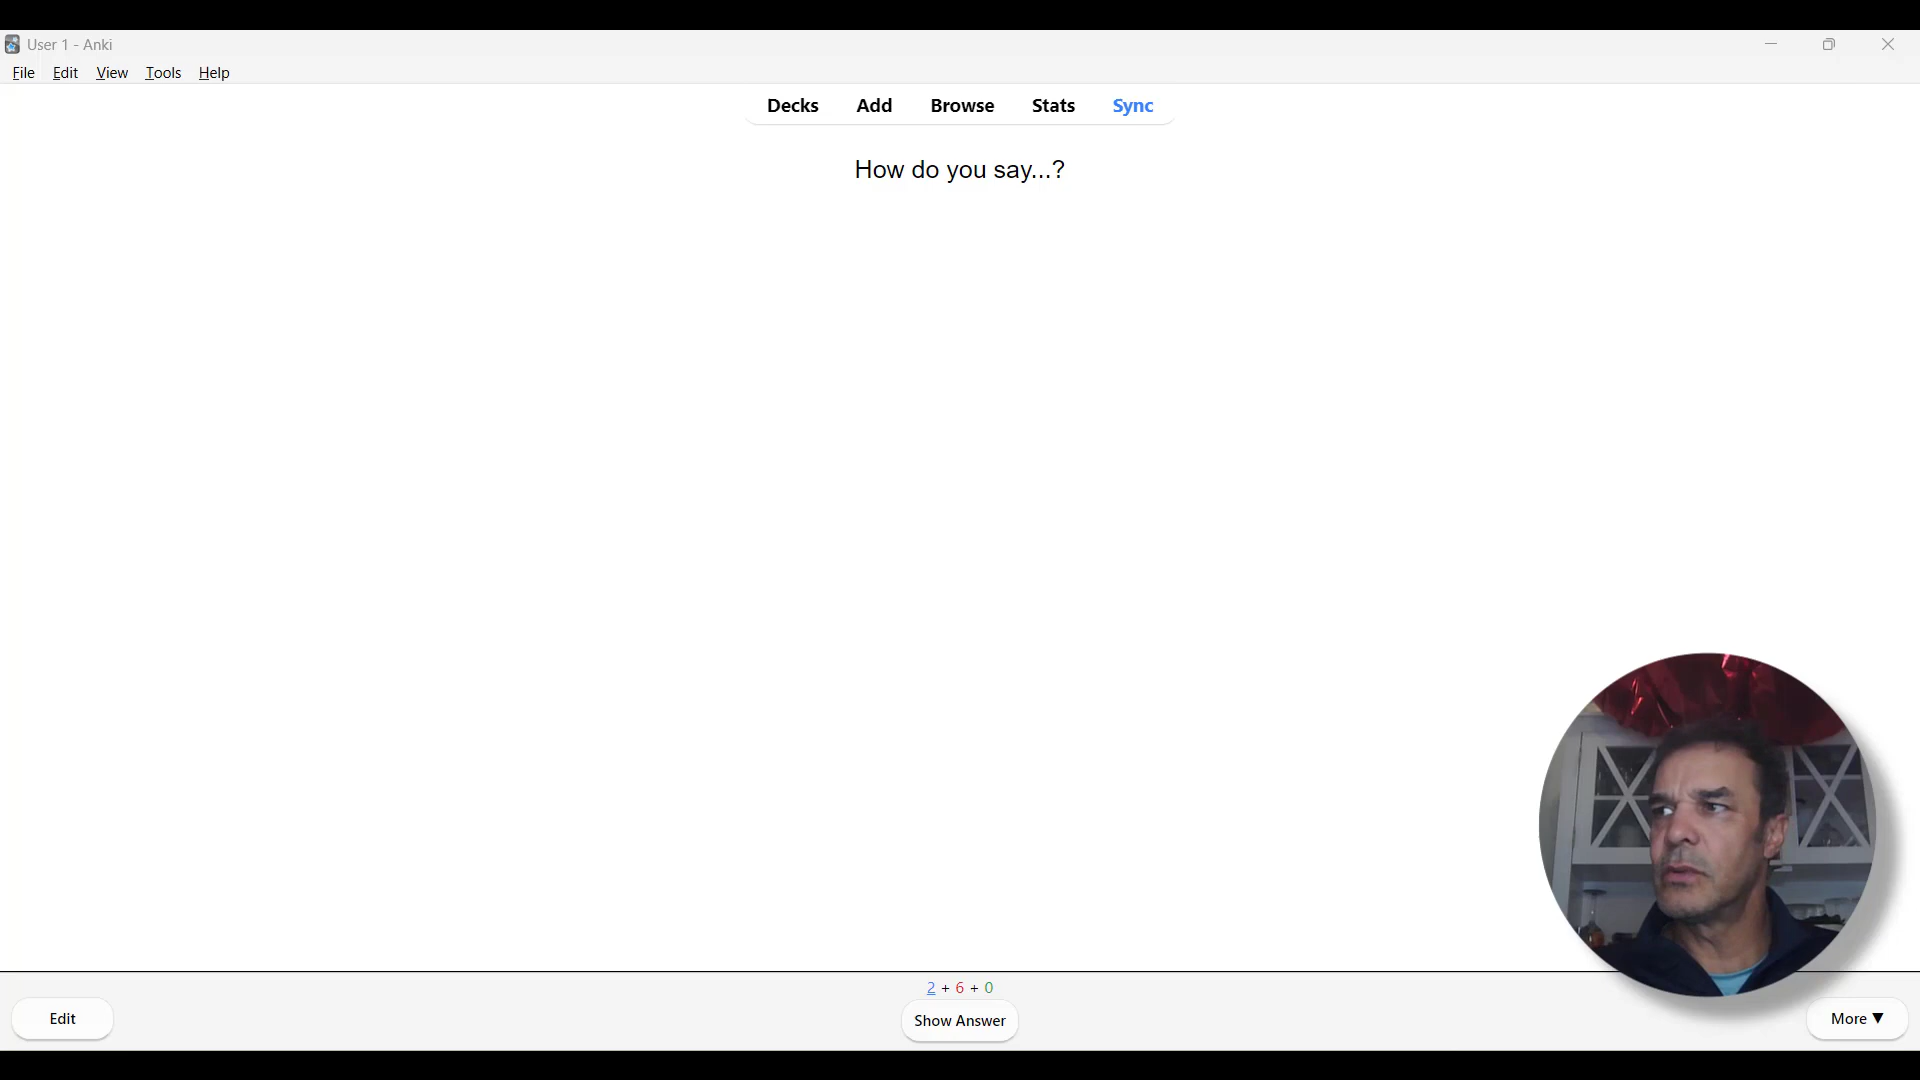 User 1 - Anki
File Edit View Tools Help
Decks Add Browse Stats Sync
How do you say...?
2 + 6 + 0
Edit Show Answer More ▼